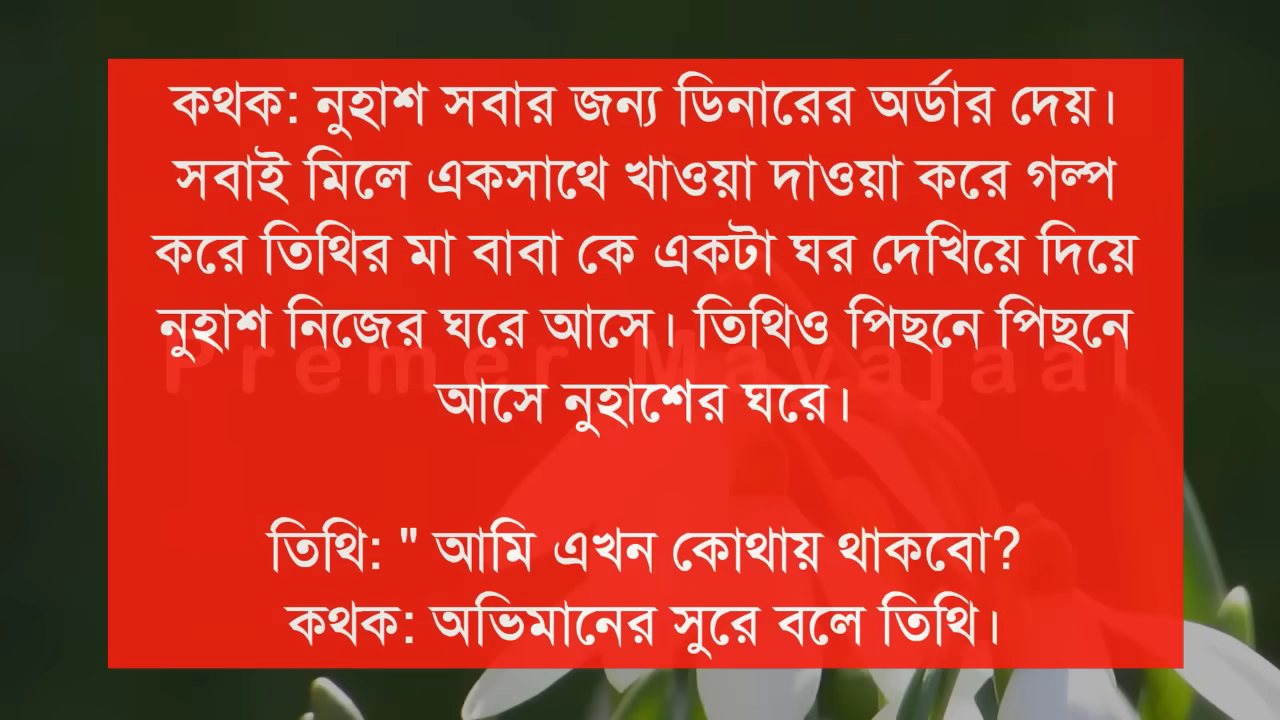 কথক: নুহাশ সবার জন্য ডিনারের অর্ডার দেয়।
সবাই মিলে একসাথে খাওয়া দাওয়া করে গল্প
করে তিথির মা বাবা কে একটা ঘর দেখিয়ে দিয়ে
নুহাশ নিজের ঘরে আসে। তিথিও পিছনে পিছনে
Premer Mayajaal
আসে নুহাশের ঘরে।
তিথি: " আমি এখন কোথায় থাকবো?
কথক: অভিমানের সুরে বলে তিথি।